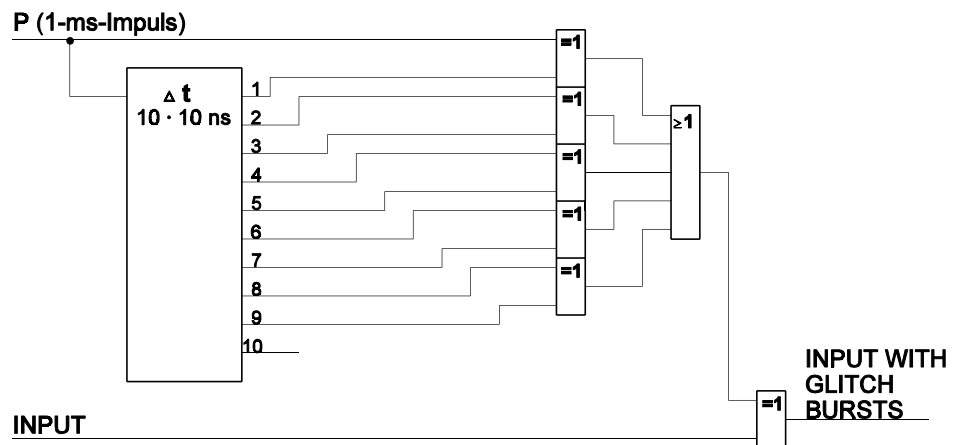 P (1-ms-Impuls)
=1
Δ t
10 · 10 ns
1
=1
2
≥1
3
=1
4
5
=1
6
7
=1
8
9
10
INPUT WITH
GLITCH
BURSTS
=1
INPUT